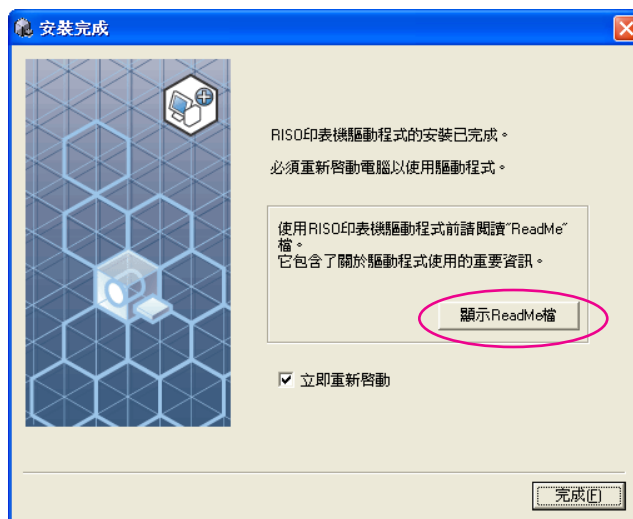 安裝完成
RISO印表機驅動程式的安裝已完成。
必須重新啓動電腦以使用驅動程式。
使用RISO印表機驅動程式前請閱讀"ReadMe"
檔。
它包含了關於驅動程式使用的重要資訊。
顯示ReadMe檔
立即重新啓動
完成(F)